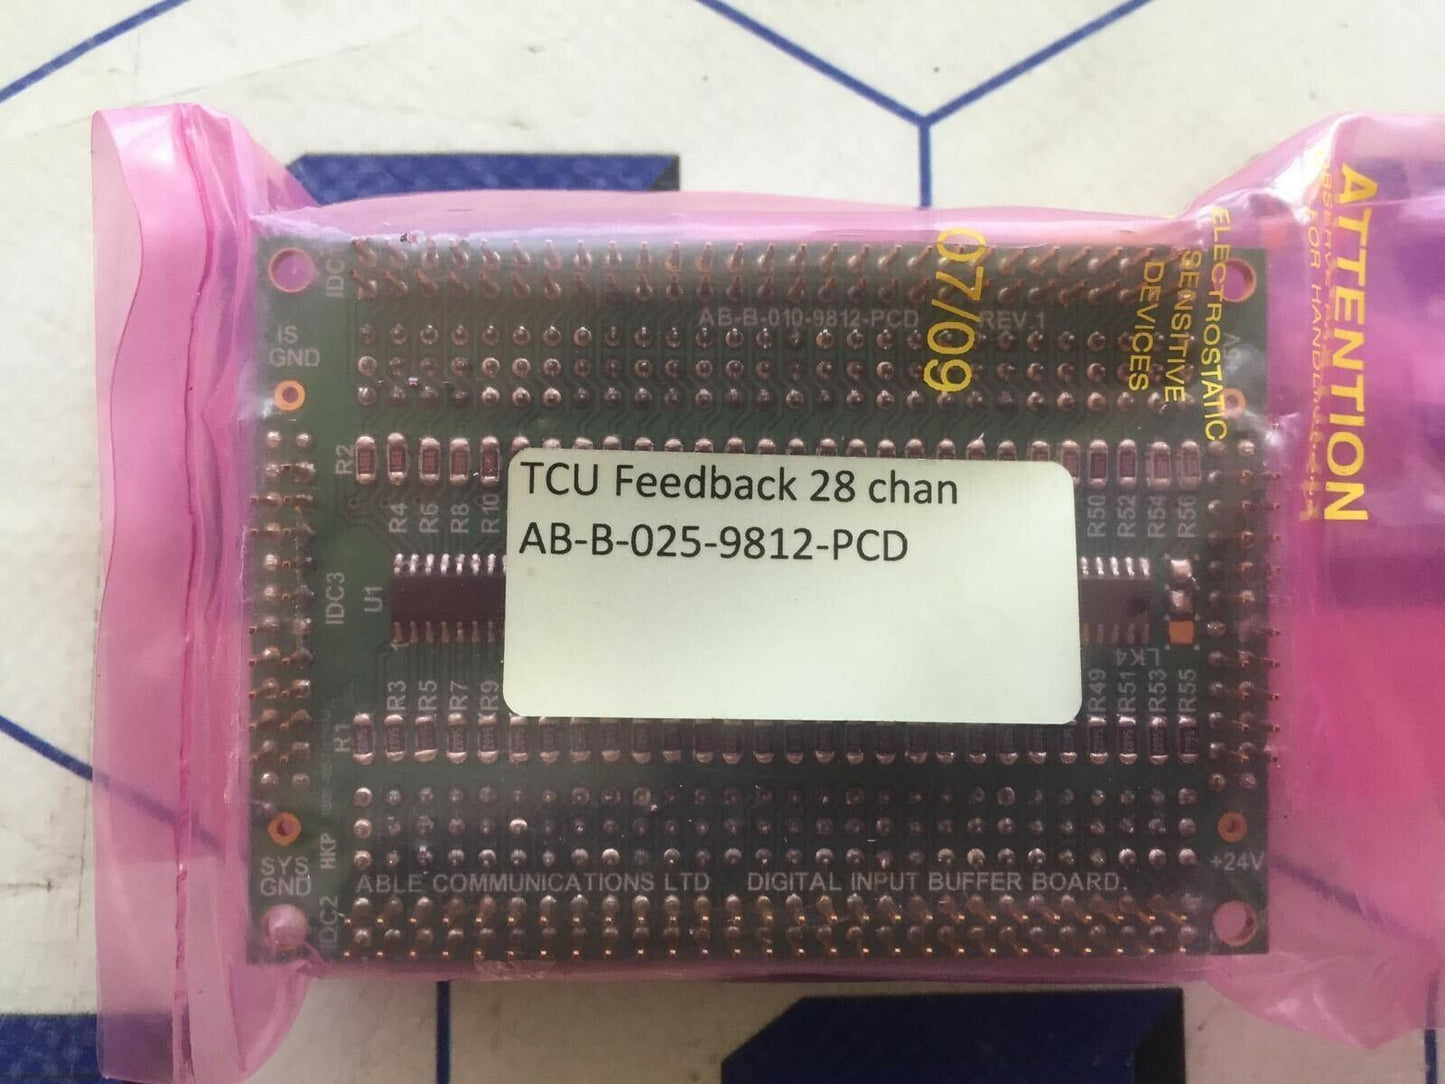 IDC
IS
GND
AB-B-010-9812-PCD REV 1
07/09
ELECTROSTATIC
SENSITIVE
DEVICES
ATTENTION
R2
R4
R6
R8
R10
R50
R52
R54
R56
TCU Feedback 28 chan
AB-B-025-9812-PCD
IDC3
U1
1
LK4
R1
R3
R5
R7
R9
R49
R51
R53
R55
SYS
GND
HKP
+24V
ABLE COMMUNICATIONS LTD DIGITAL INPUT BUFFER BOARD.
IDC2